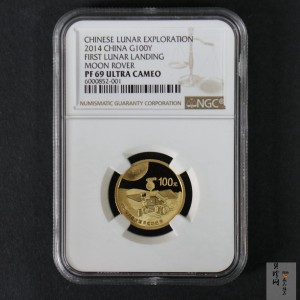 CHINESE LUNAR EXPLORATION
2014 CHINA G100Y
FIRST LUNAR LANDING
MOON ROVER
PF 69 ULTRA CAMEO
6000852-001
NUMISMATIC GUARANTY CORPORATION
NGC
100元